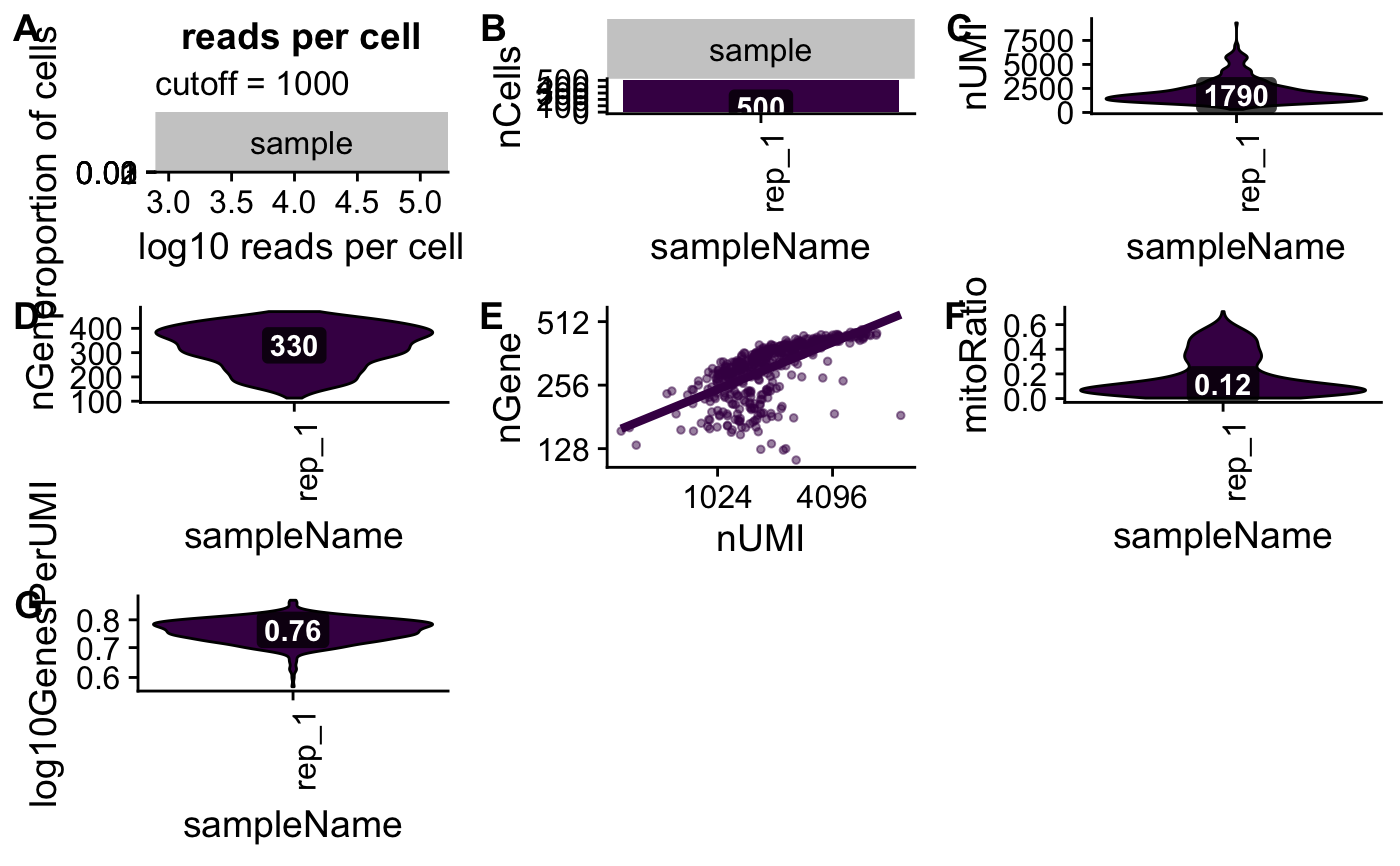 A
reads per cell
cutoff = 1000
sample
proportion of cells
3.0 3.5 4.0 4.5 5.0
log10 reads per cell
B
nCells
sample
500
0
500
rep_1
sampleName
C
nUMI
7500
5000
2500
0
1790
rep_1
sampleName
D
400
300
200
100
330
rep_1
sampleName
E
nGene
512
256
128
1024 4096
nUMI
F
mitoRatio
0.6
0.4
0.2
0.0
0.12
rep_1
sampleName
G
log10GenesPerUMI
0.8
0.7
0.6
0.76
rep_1
sampleName